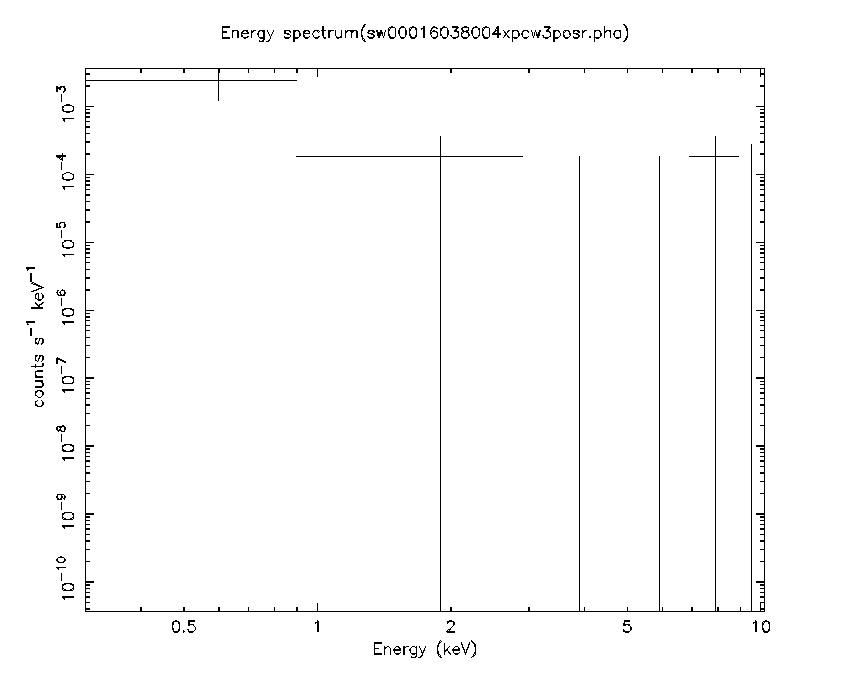 Energy spectrum(sw00016038004xpcw3posr.pha)
10⁻³
10⁻⁴
10⁻⁵
10⁻⁶
10⁻⁷
10⁻⁸
10⁻⁹
10⁻¹⁰
counts s⁻¹ keV⁻¹
0.5 1 2 5 10
Energy (keV)